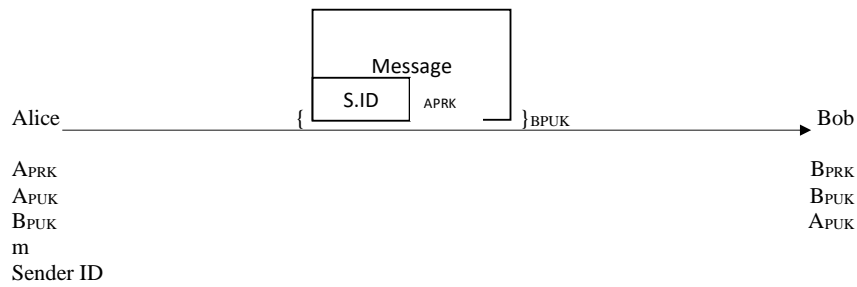 Message
S.ID APRK
Alice { }BPUK Bob
APRK BPRK
APUK BPUK
BPUK APUK
m
Sender ID